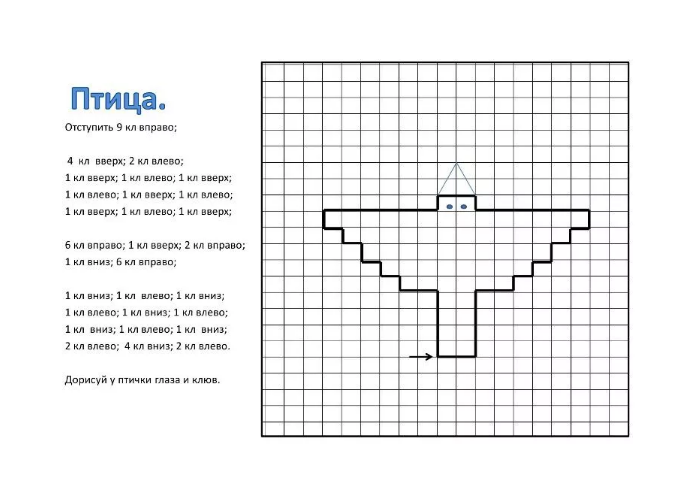 Птица.
Отступить 9 кл вправо;
4 кл вверх; 2 кл влево;
1 кл вверх; 1 кл влево; 1 кл вверх;
1 кл влево; 1 кл вверх; 1 кл влево;
1 кл вверх; 1 кл влево; 1 кл вверх;
6 кл вправо; 1 кл вверх; 2 кл вправо;
1 кл вниз; 6 кл вправо;
1 кл вниз; 1 кл влево; 1 кл вниз;
1 кл влево; 1 кл вниз; 1 кл влево;
1 кл вниз; 1 кл влево; 1 кл вниз;
2 кл влево; 4 кл вниз; 2 кл влево.
Дорисуй у птички глаза и клюв.